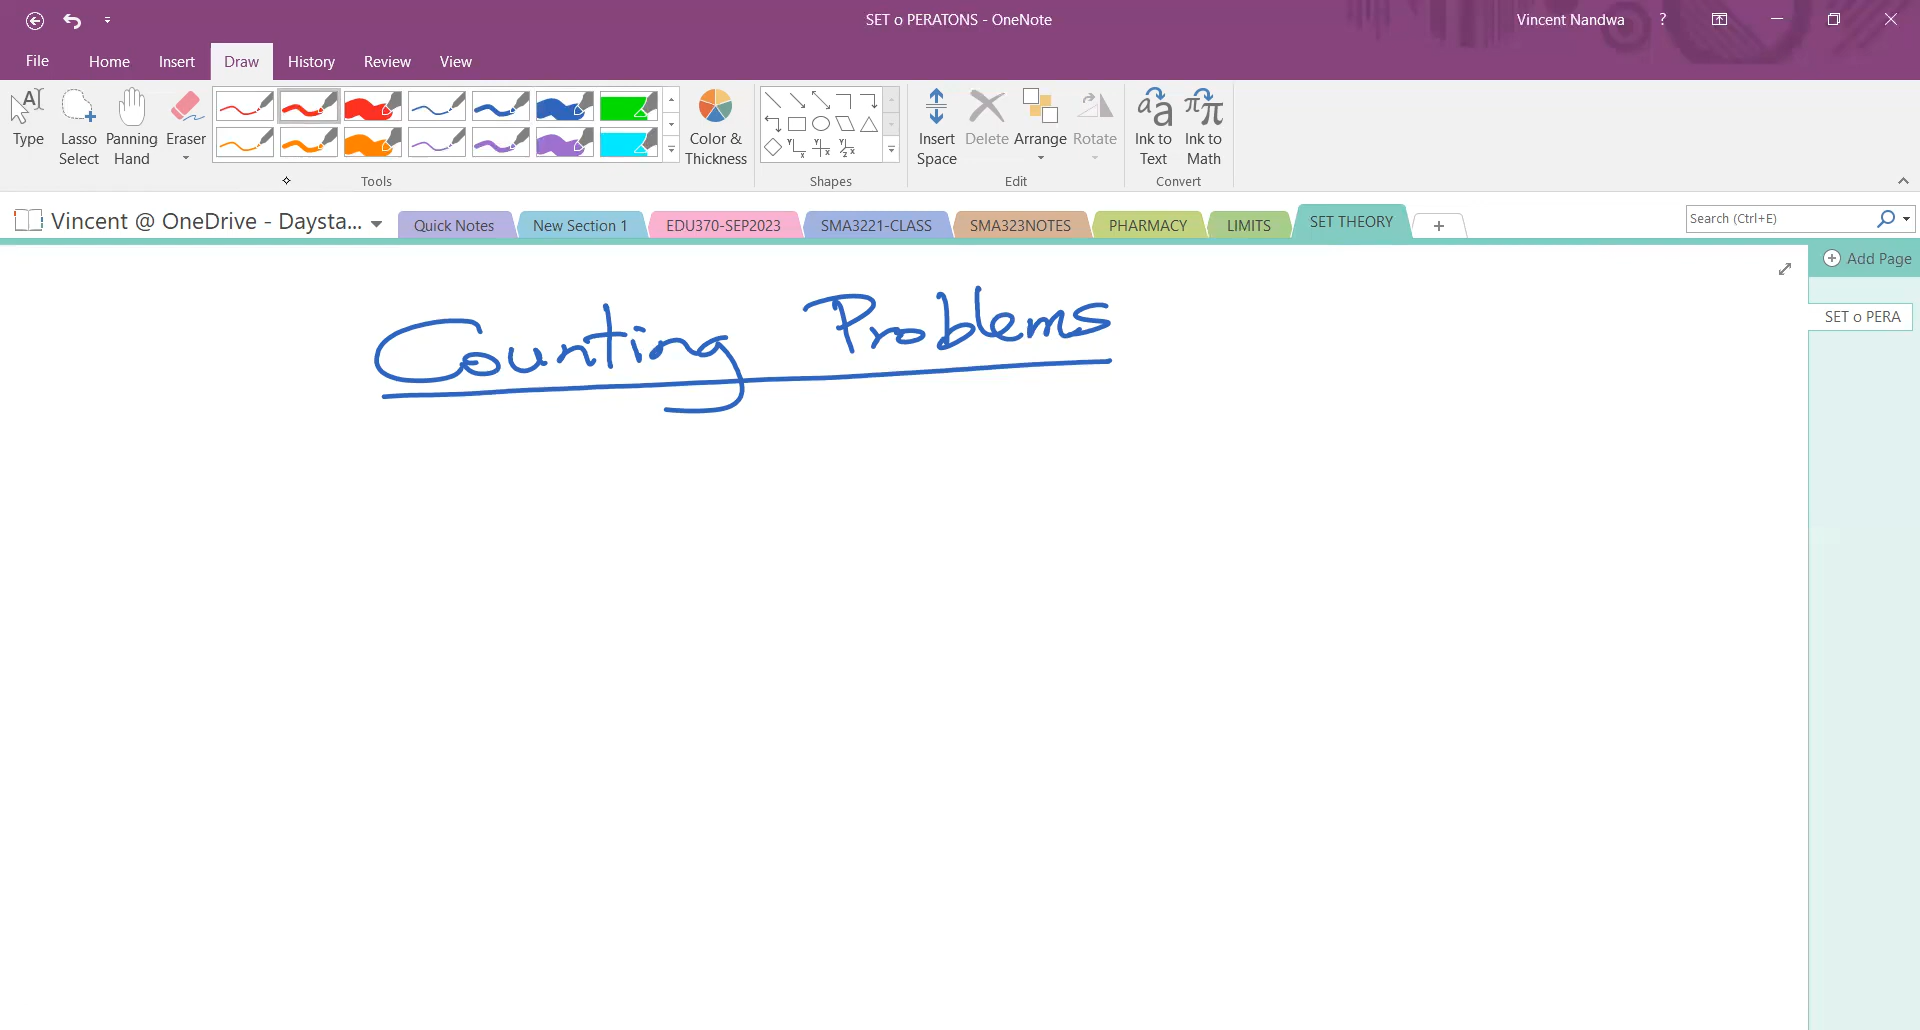 SET o PERATONS - OneNote
Vincent Nandwa
?
File Home Insert Draw History Review View
Type
Lasso Select
Panning Hand
Eraser
Color & Thickness
Insert Space
Delete
Arrange
Rotate
Ink to Text
Ink to Math
Tools
Shapes
Edit
Convert
Vincent @ OneDrive - Daysta...
Quick Notes
New Section 1
EDU370-SEP2023
SMA3221-CLASS
SMA323NOTES
PHARMACY
LIMITS
SET THEORY
Search (Ctrl+E)
Add Page
SET o PERA
Counting Problems